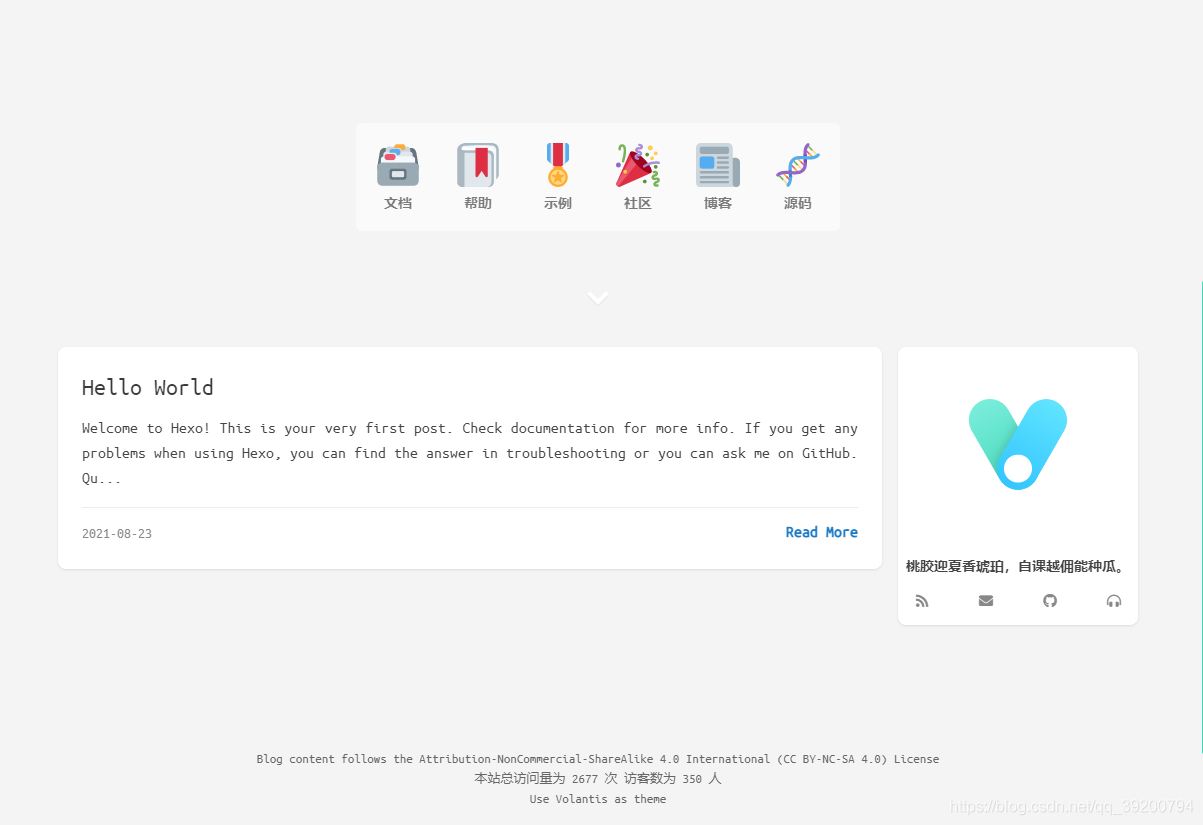 文档 帮助 示例 社区 博客 源码
Hello World
Welcome to Hexo! This is your very first post. Check documentation for more info. If you get any
problems when using Hexo, you can find the answer in troubleshooting or you can ask me on GitHub.
Qu...
2021-08-23 Read More
桃胶迎夏香琥珀，自课越佣能种瓜。
Blog content follows the Attribution-NonCommercial-ShareAlike 4.0 International (CC BY-NC-SA 4.0) License
本站总访问量为 2677 次 访客数为 350 人
Use Volantis as theme
https://blog.csdn.net/qq_39200794